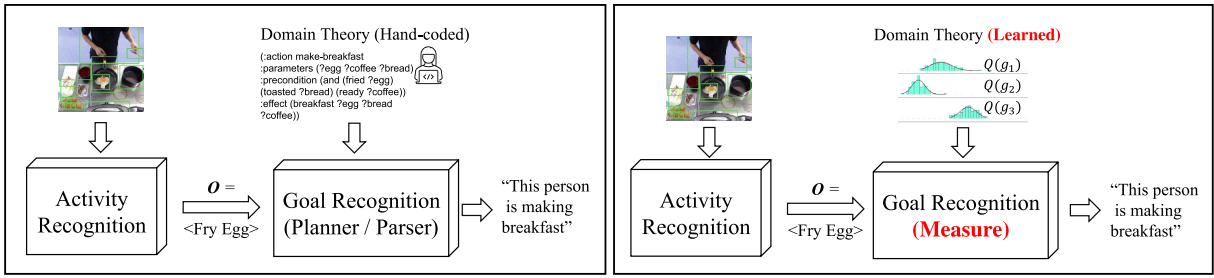 Domain Theory (Hand-coded)
(:action make-breakfast
:parameters (?egg ?coffee ?bread)
:precondition (and (fried ?egg)
(toasted ?bread) (ready ?coffee))
:effect (breakfast ?egg ?bread
?coffee))
Activity
Recognition
O =
<Fry Egg>
Goal Recognition
(Planner / Parser)
“This person
is making
breakfast”
Domain Theory (Learned)
Q(g1)
Q(g2)
Q(g3)
Activity
Recognition
O =
<Fry Egg>
Goal Recognition
(Measure)
“This person
is making
breakfast”